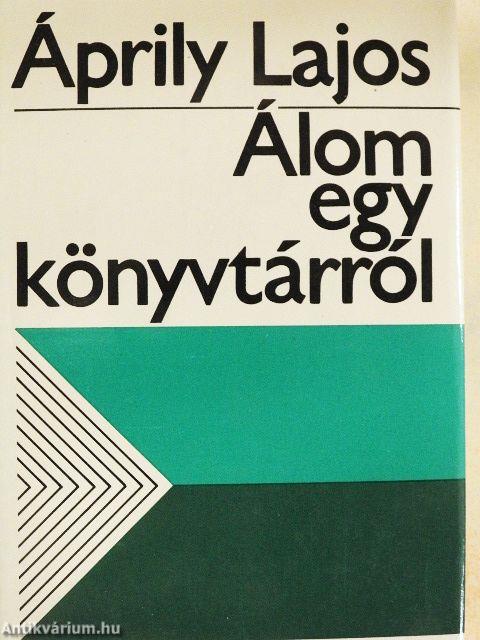 Áprily Lajos
Álom
egy
könyvtárról
Antikvárium.hu